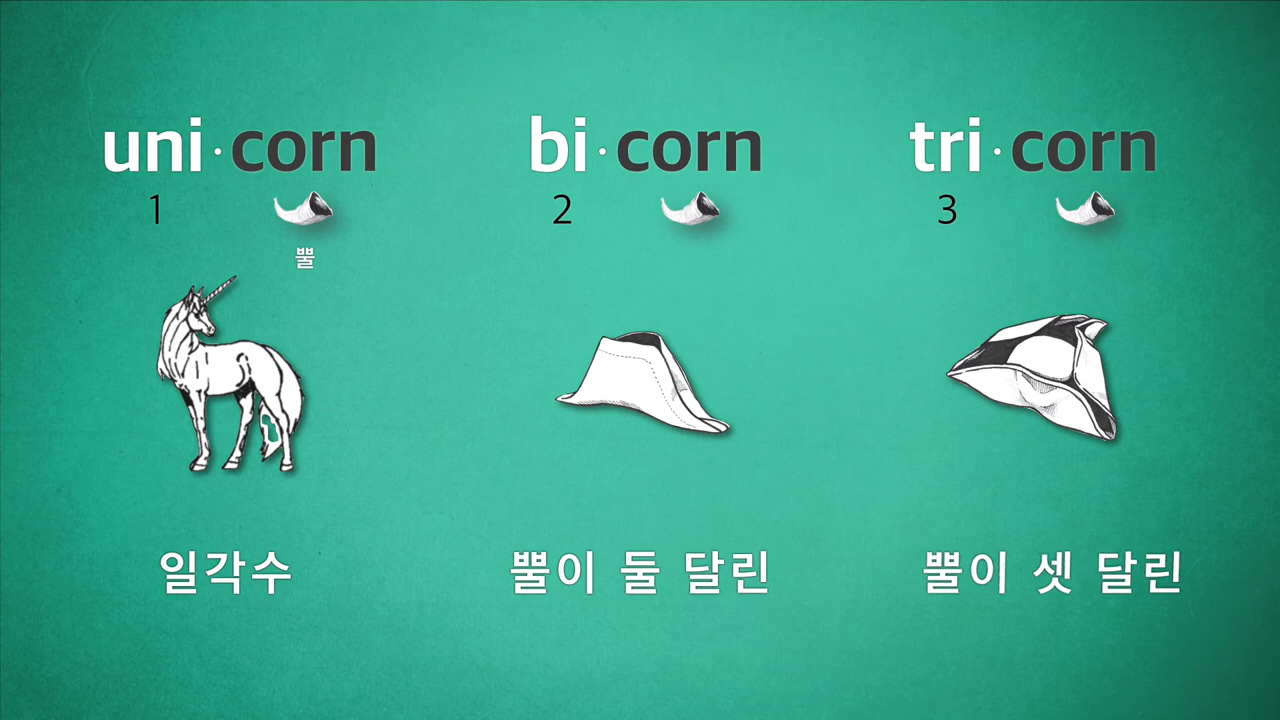 uni·corn
1
뿔
일각수
bi·corn
2
뿔이 둘 달린
tri·corn
3
뿔이 셋 달린